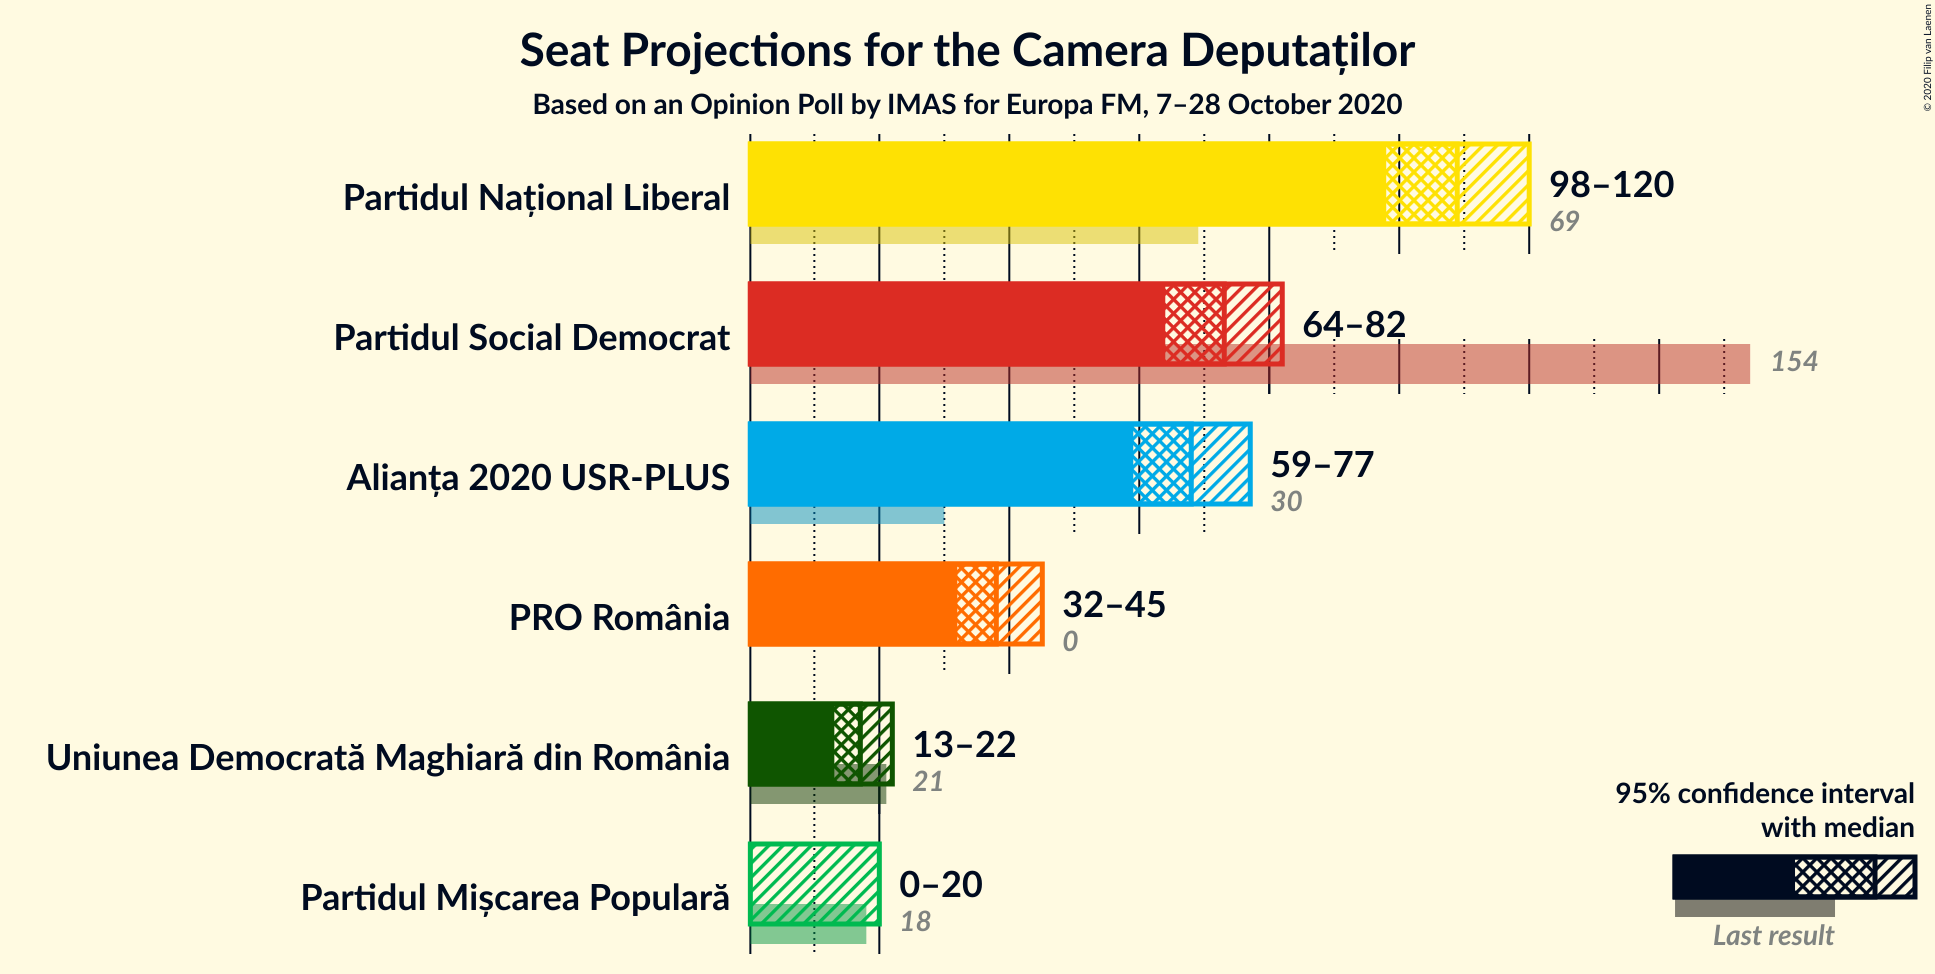 Seat Projections for the Camera Deputaților
Based on an Opinion Poll by IMAS for Europa FM, 7–28 October 2020
© 2020 Filip van Laenen
Partidul Național Liberal
98–120
69
Partidul Social Democrat
64–82
154
Alianța 2020 USR-PLUS
59–77
30
PRO România
32–45
0
Uniunea Democrată Maghiară din România
13–22
21
Partidul Mișcarea Populară
0–20
18
95% confidence interval
with median
Last result